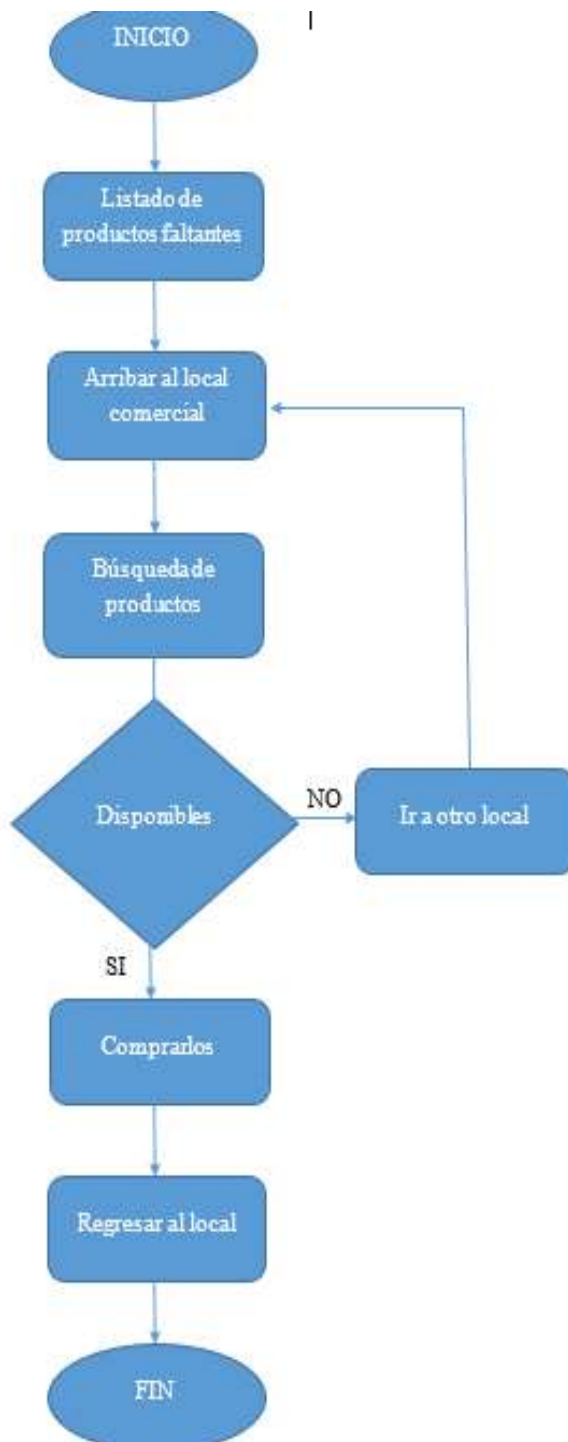 INICIO
Listado de
productos faltantes
Arribar al local
comercial
Búsqueda de
productos
Disponibles
NO
Ir a otro local
SI
Comprarlos
Regresar al local
FIN